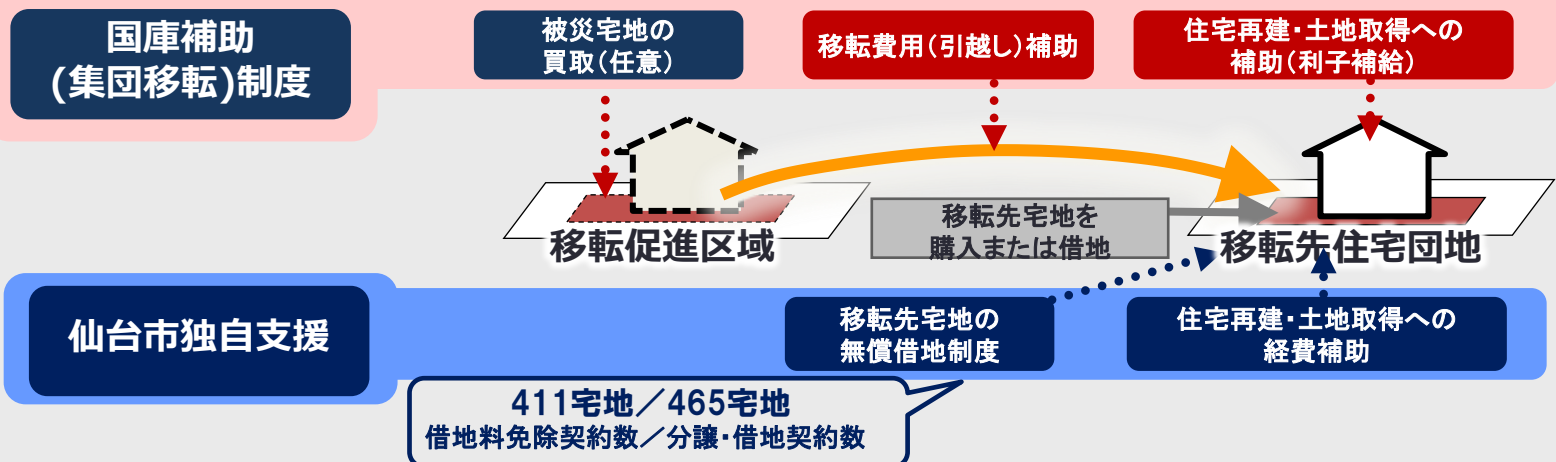 国庫補助
(集団移転)制度
被災宅地の
買取(任意)
移転費用(引越し)補助
住宅再建・土地取得への
補助(利子補給)
移転先宅地を
購入または借地
移転促進区域
移転先住宅団地
仙台市独自支援
移転先宅地の
無償借地制度
住宅再建・土地取得への
経費補助
411宅地／465宅地
借地料免除契約数／分譲・借地契約数